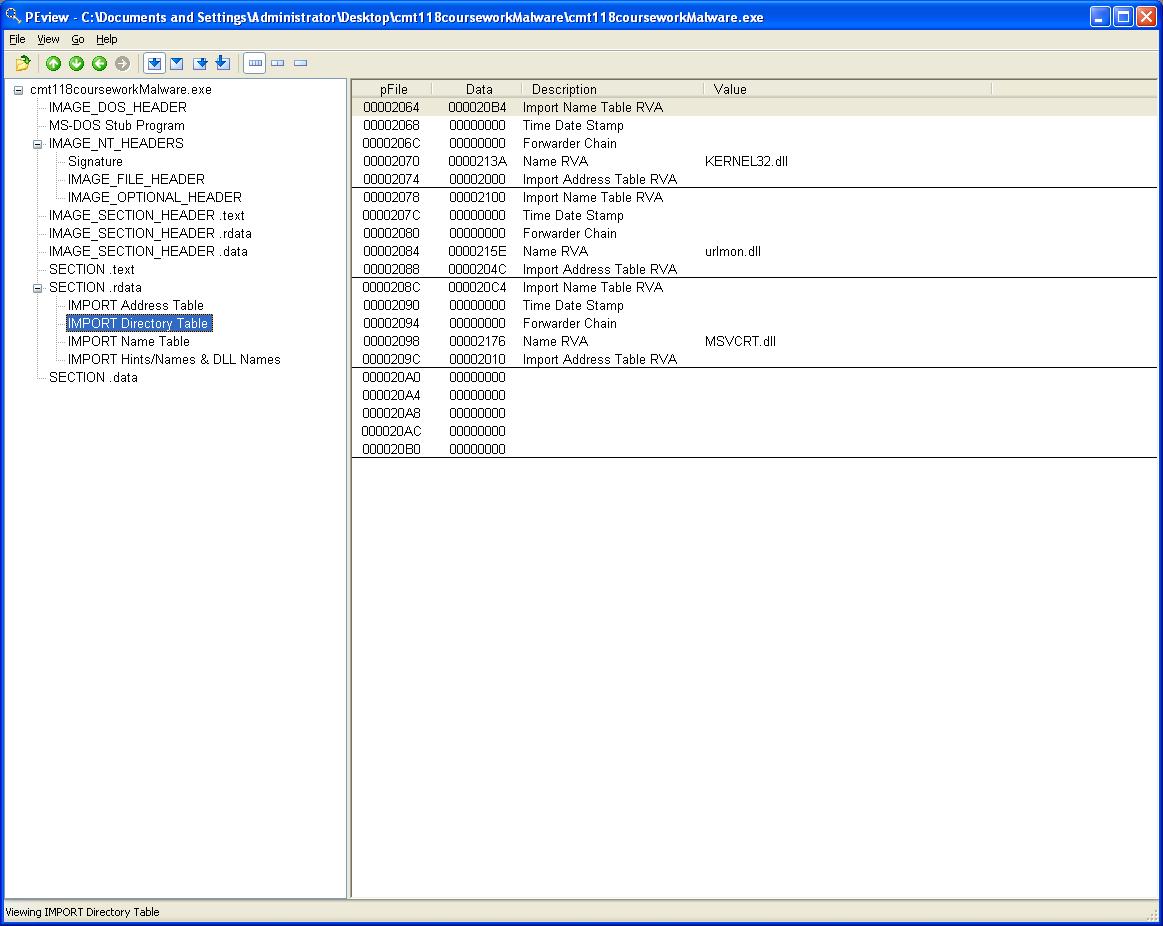 PEview - C:\Documents and Settings\Administrator\Desktop\cmt118courseworkMalware\cmt118courseworkMalware.exe
File View Go Help
cmt118courseworkMalware.exe
IMAGE_DOS_HEADER
MS-DOS Stub Program
IMAGE_NT_HEADERS
Signature
IMAGE_FILE_HEADER
IMAGE_OPTIONAL_HEADER
IMAGE_SECTION_HEADER .text
IMAGE_SECTION_HEADER .rdata
IMAGE_SECTION_HEADER .data
SECTION .text
SECTION .rdata
IMPORT Address Table
IMPORT Directory Table
IMPORT Name Table
IMPORT Hints/Names & DLL Names
SECTION .data
pFile Data Description Value
00002064 000020B4 Import Name Table RVA
00002068 00000000 Time Date Stamp
0000206C 00000000 Forwarder Chain
00002070 0000213A Name RVA KERNEL32.dll
00002074 00002000 Import Address Table RVA
00002078 00002100 Import Name Table RVA
0000207C 00000000 Time Date Stamp
00002080 00000000 Forwarder Chain
00002084 0000215E Name RVA urlmon.dll
00002088 0000204C Import Address Table RVA
0000208C 000020C4 Import Name Table RVA
00002090 00000000 Time Date Stamp
00002094 00000000 Forwarder Chain
00002098 00002176 Name RVA MSVCRT.dll
0000209C 00002010 Import Address Table RVA
000020A0 00000000
000020A4 00000000
000020A8 00000000
000020AC 00000000
000020B0 00000000
Viewing IMPORT Directory Table